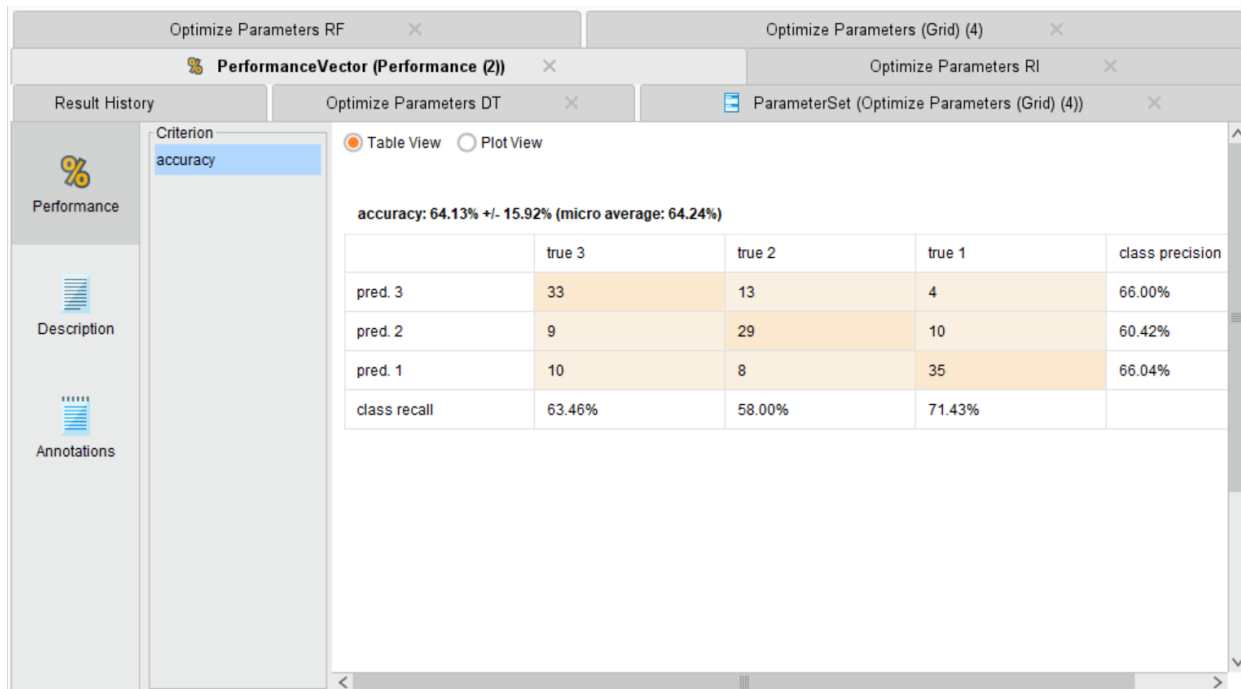 Optimize Parameters RF
Optimize Parameters (Grid) (4)
PerformanceVector (Performance (2))
Optimize Parameters RI
Result History
Optimize Parameters DT
ParameterSet (Optimize Parameters (Grid) (4))
Performance
Description
Annotations
Criterion
accuracy
Table View Plot View
accuracy: 64.13% +/- 15.92% (micro average: 64.24%)
true 3 true 2 true 1 class precision
pred. 3 33 13 4 66.00%
pred. 2 9 29 10 60.42%
pred. 1 10 8 35 66.04%
class recall 63.46% 58.00% 71.43%